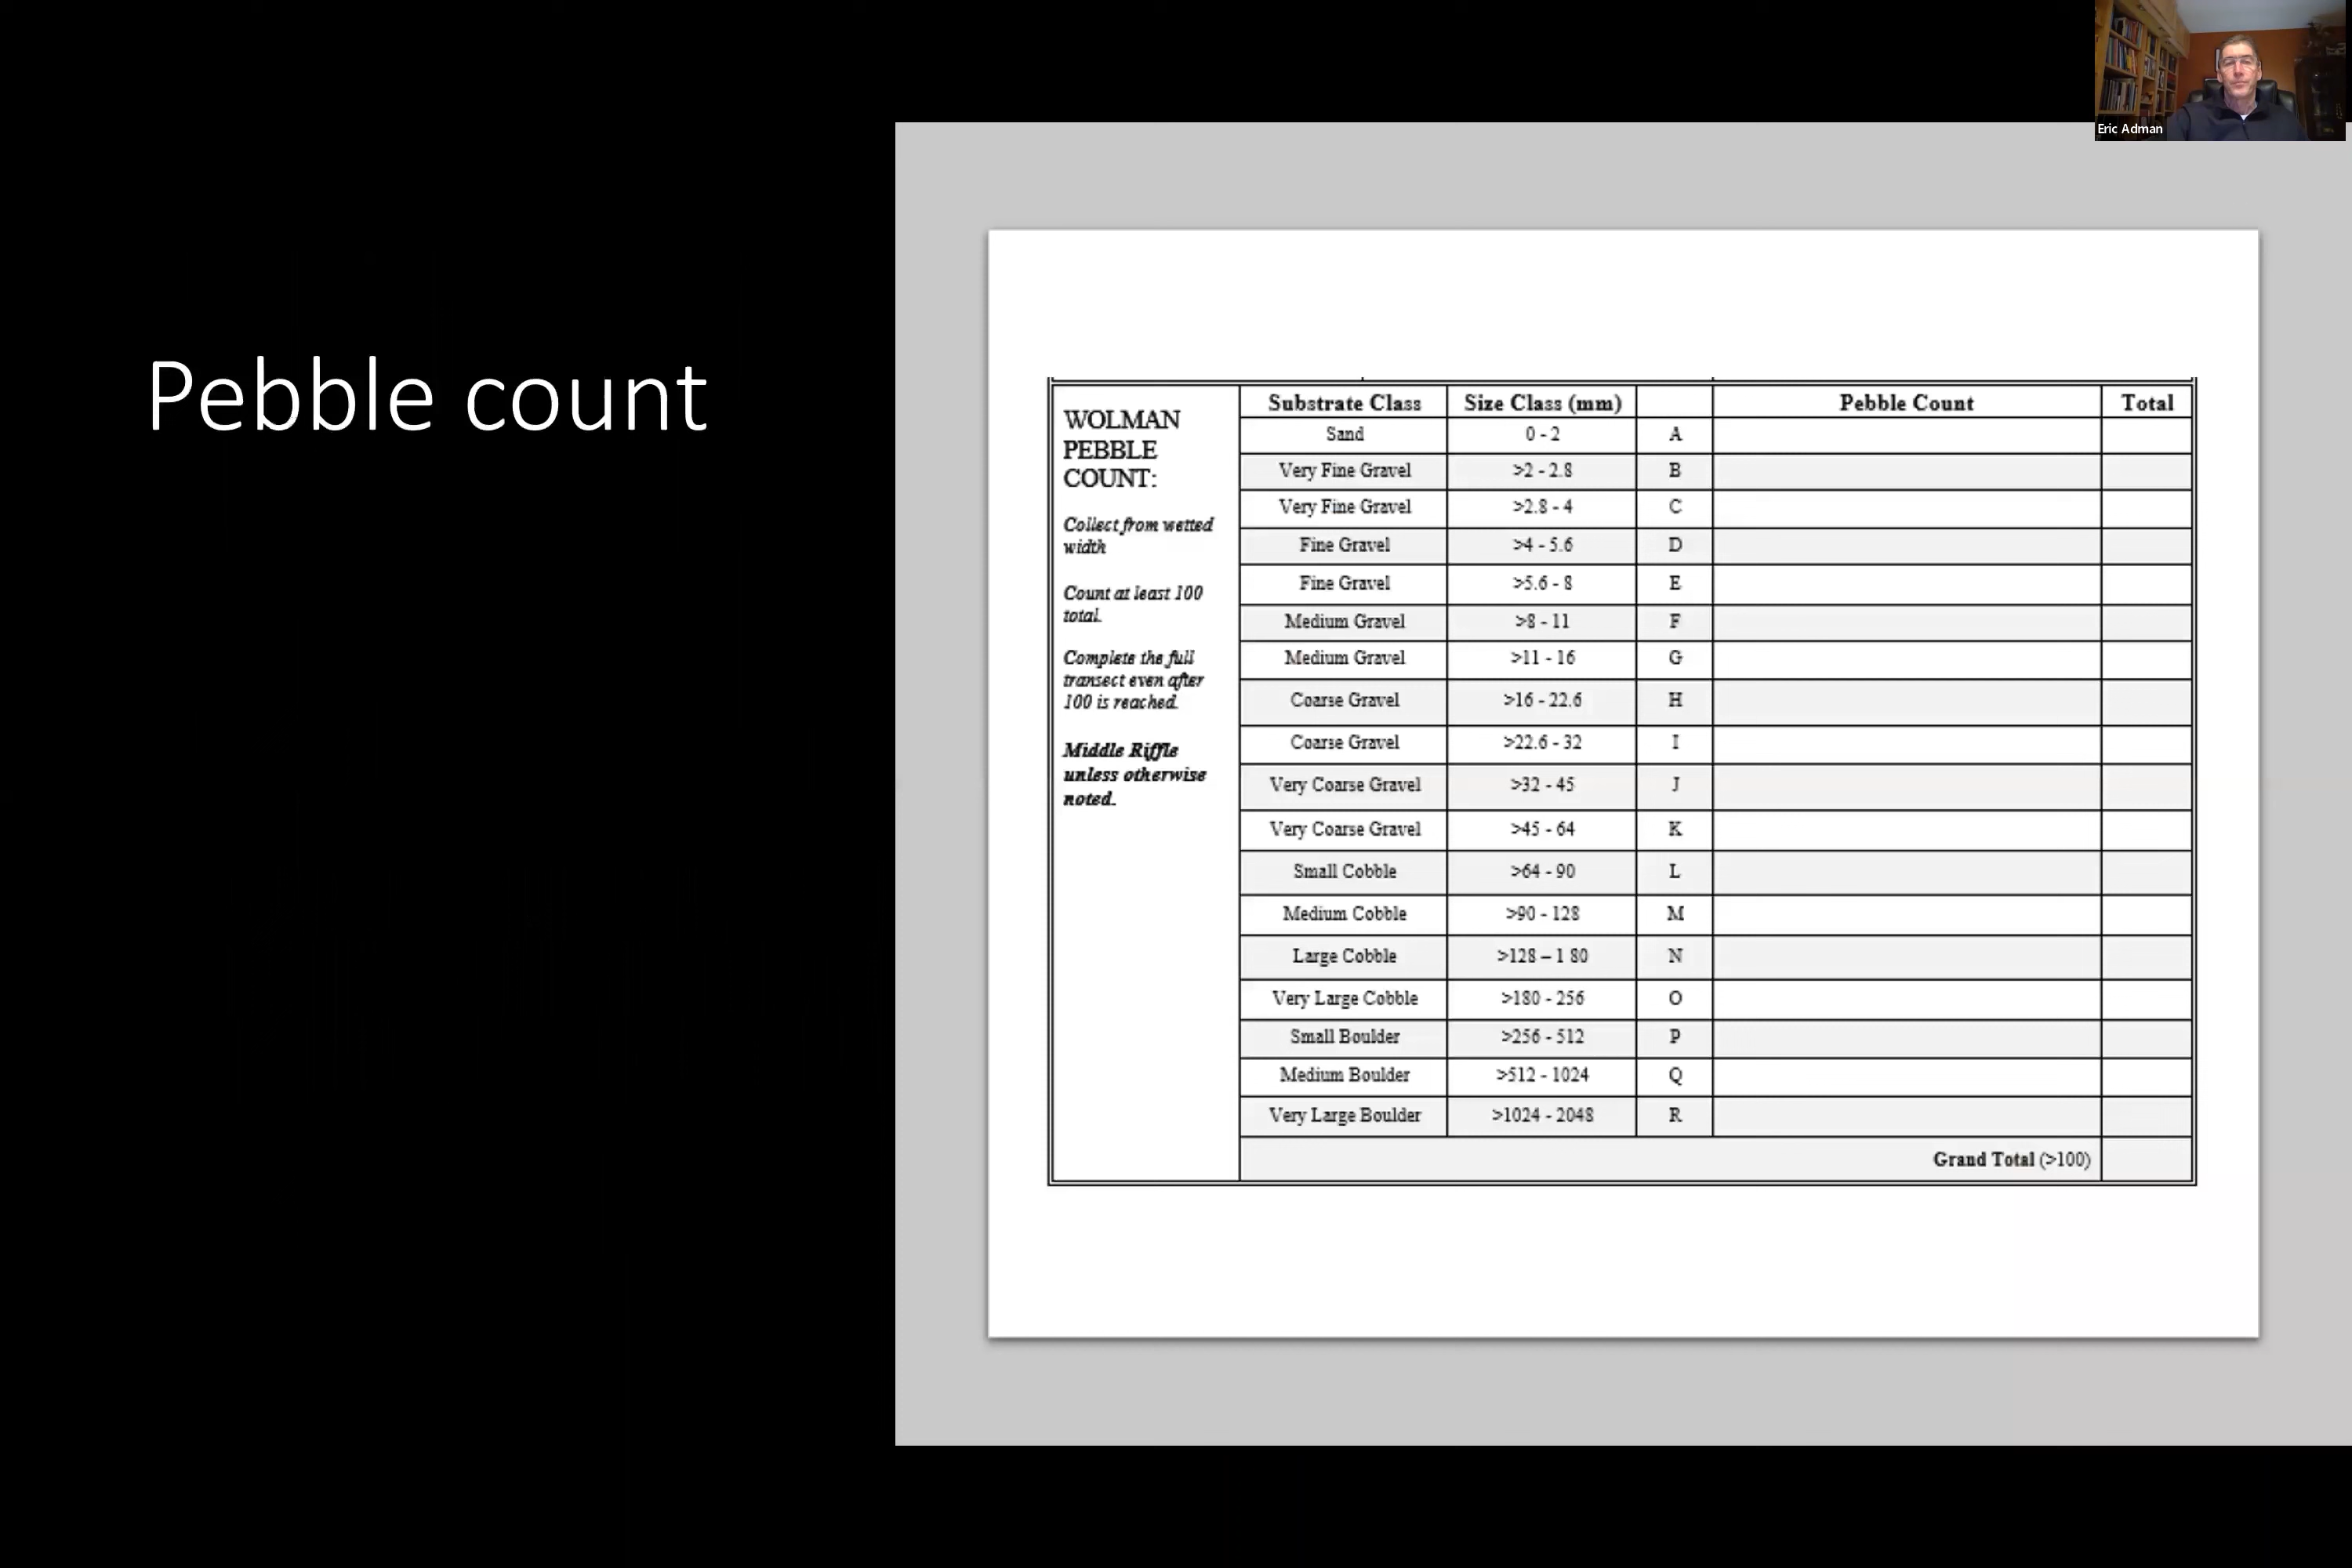 Eric Adman
Pebble count
WOLMAN
PEBBLE
COUNT:
Collect from wetted
width
Count at least 100
total.
Complete the full
transect even after
100 is reached.
Middle Riffle
unless otherwise
noted.
Substrate Class Size Class (mm) Pebble Count Total
Sand 0 - 2 A
Very Fine Gravel >2 - 2.8 B
Very Fine Gravel >2.8 - 4 C
Fine Gravel >4 - 5.6 D
Fine Gravel >5.6 - 8 E
Medium Gravel >8 - 11 F
Medium Gravel >11 - 16 G
Coarse Gravel >16 - 22.6 H
Coarse Gravel >22.6 - 32 I
Very Coarse Gravel >32 - 45 J
Very Coarse Gravel >45 - 64 K
Small Cobble >64 - 90 L
Medium Cobble >90 - 128 M
Large Cobble >128 – 1 80 N
Very Large Cobble >180 - 256 O
Small Boulder >256 - 512 P
Medium Boulder >512 - 1024 Q
Very Large Boulder >1024 - 2048 R
Grand Total (>100)